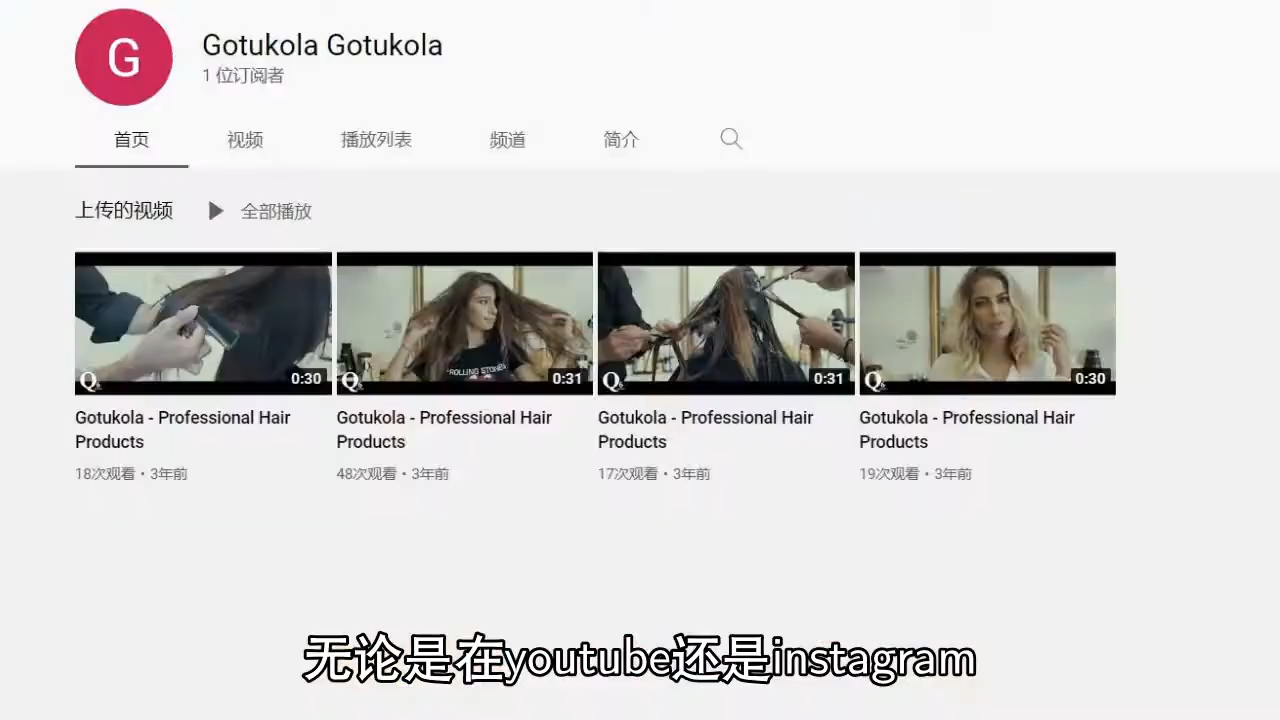 G
Gotukola Gotukola
1 位订阅者
首页 视频 播放列表 频道 简介
上传的视频 全部播放
Q 0:30 Q 0:31 Q 0:31 Q 0:30
ROLLING STONES
Gotukola - Professional Hair Products
18次观看・3年前
Gotukola - Professional Hair Products
48次观看・3年前
Gotukola - Professional Hair Products
17次观看・3年前
Gotukola - Professional Hair Products
19次观看・3年前
无论是在youtube还是instagram